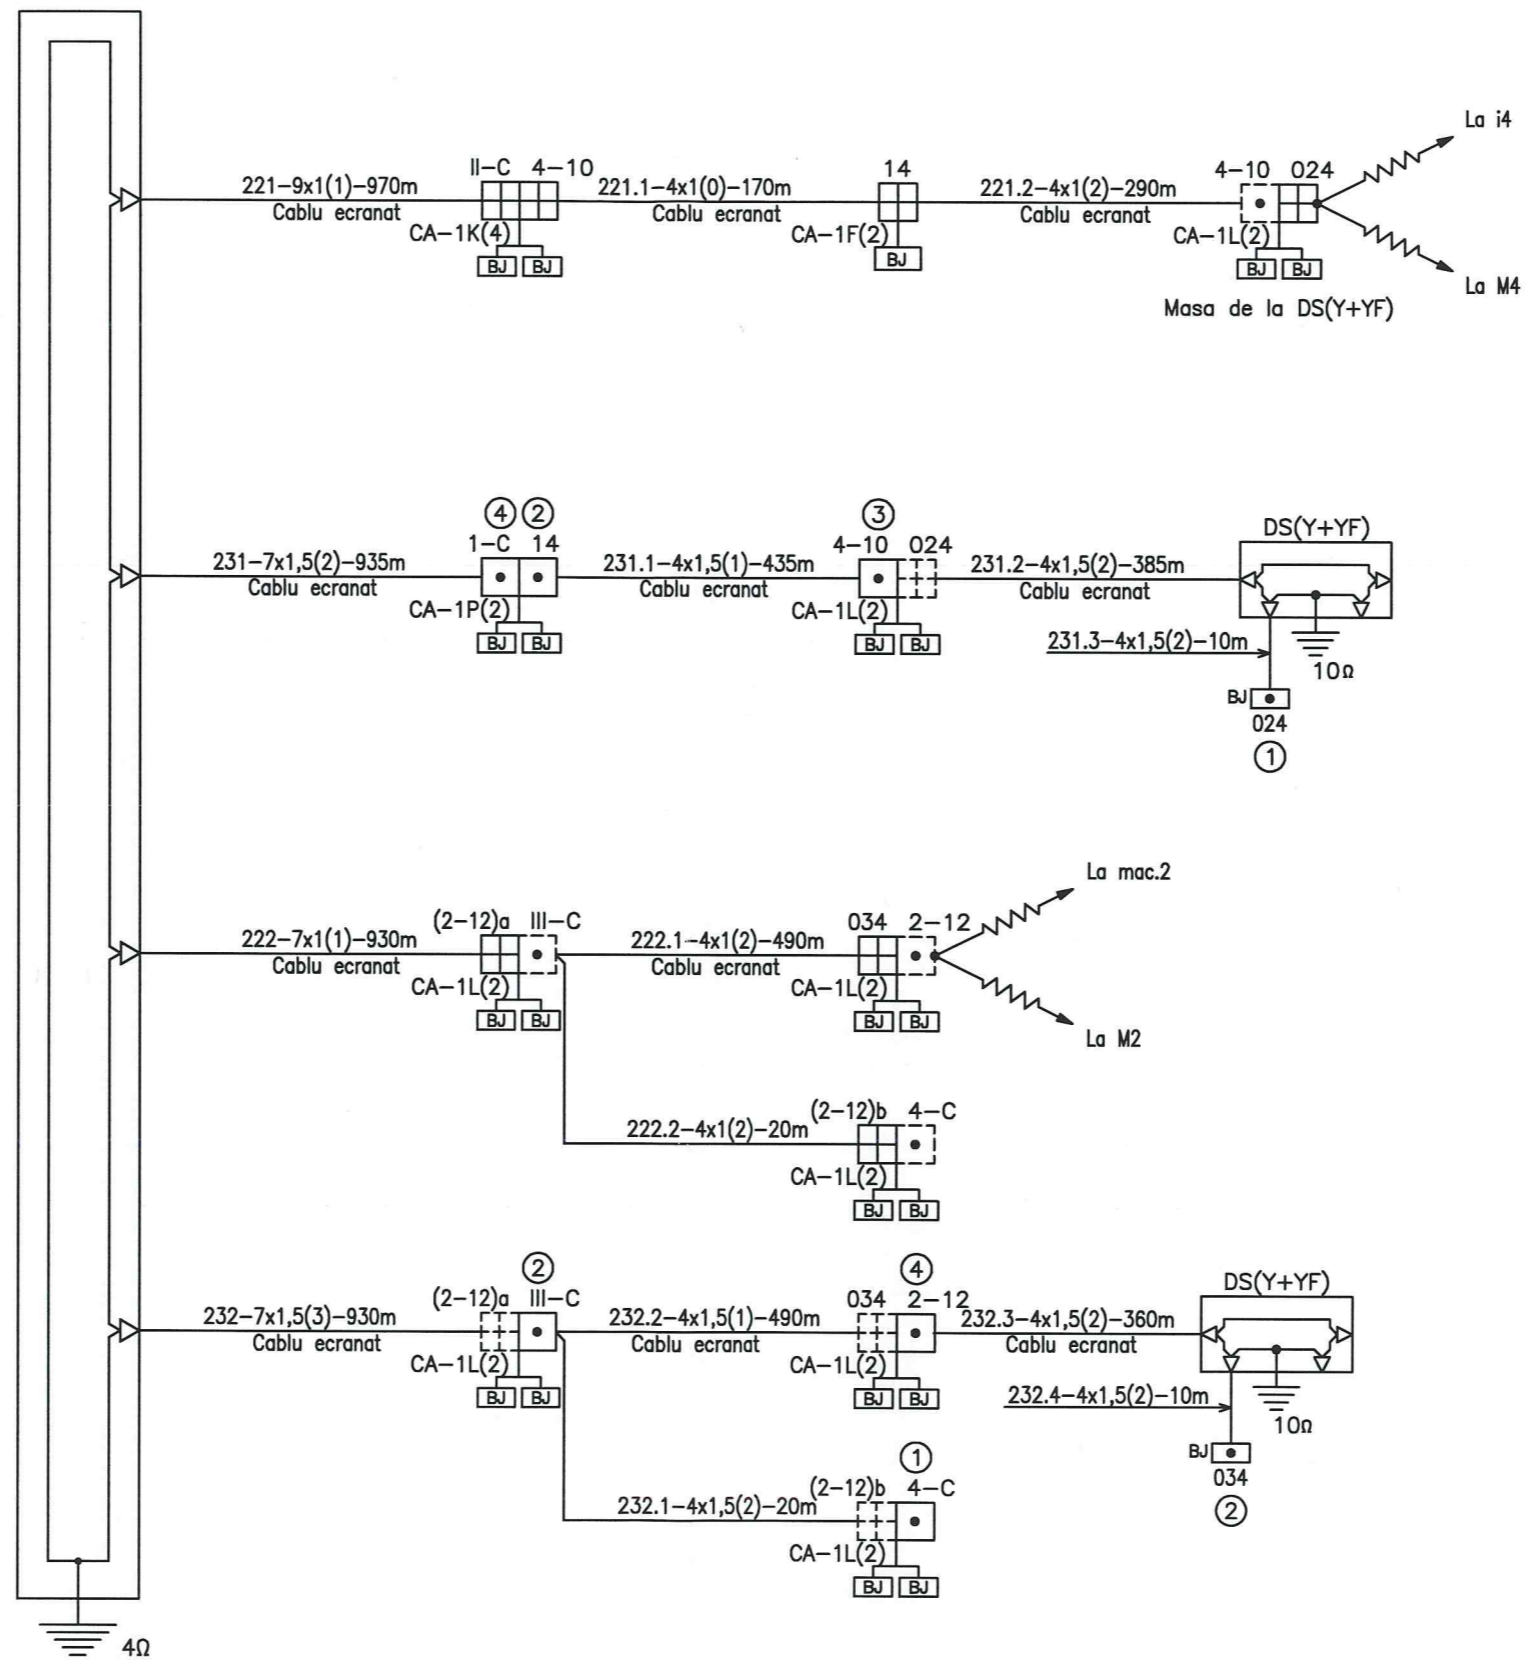 La i4
II-C 4-10
14
4-10 024
221-9x1(1)-970m
Cablu ecranat
221.1-4x1(0)-170m
Cablu ecranat
221.2-4x1(2)-290m
Cablu ecranat
CA-1K(4)
BJ BJ
CA-1F(2)
BJ
CA-1L(2)
BJ BJ
La M4
Masa de la DS(Y+YF)
4 2
3
1-C 14
4-10 024
DS(Y+YF)
231-7x1,5(2)-935m
Cablu ecranat
231.1-4x1,5(1)-435m
Cablu ecranat
231.2-4x1,5(2)-385m
Cablu ecranat
CA-1P(2)
BJ BJ
CA-1L(2)
BJ BJ
231.3-4x1,5(2)-10m
10Ω
BJ
024
1
La mac.2
(2-12)a III-C
034 2-12
222-7x1(1)-930m
Cablu ecranat
222.1-4x1(2)-490m
Cablu ecranat
CA-1L(2)
BJ BJ
CA-1L(2)
BJ BJ
La M2
(2-12)b 4-C
222.2-4x1(2)-20m
CA-1L(2)
BJ BJ
2
4
(2-12)a III-C
034 2-12
DS(Y+YF)
232-7x1,5(3)-930m
Cablu ecranat
232.2-4x1,5(1)-490m
Cablu ecranat
232.3-4x1,5(2)-360m
Cablu ecranat
CA-1L(2)
BJ BJ
CA-1L(2)
BJ BJ
232.4-4x1,5(2)-10m
10Ω
BJ
034
2
1
(2-12)b 4-C
232.1-4x1,5(2)-20m
CA-1L(2)
BJ BJ
4Ω